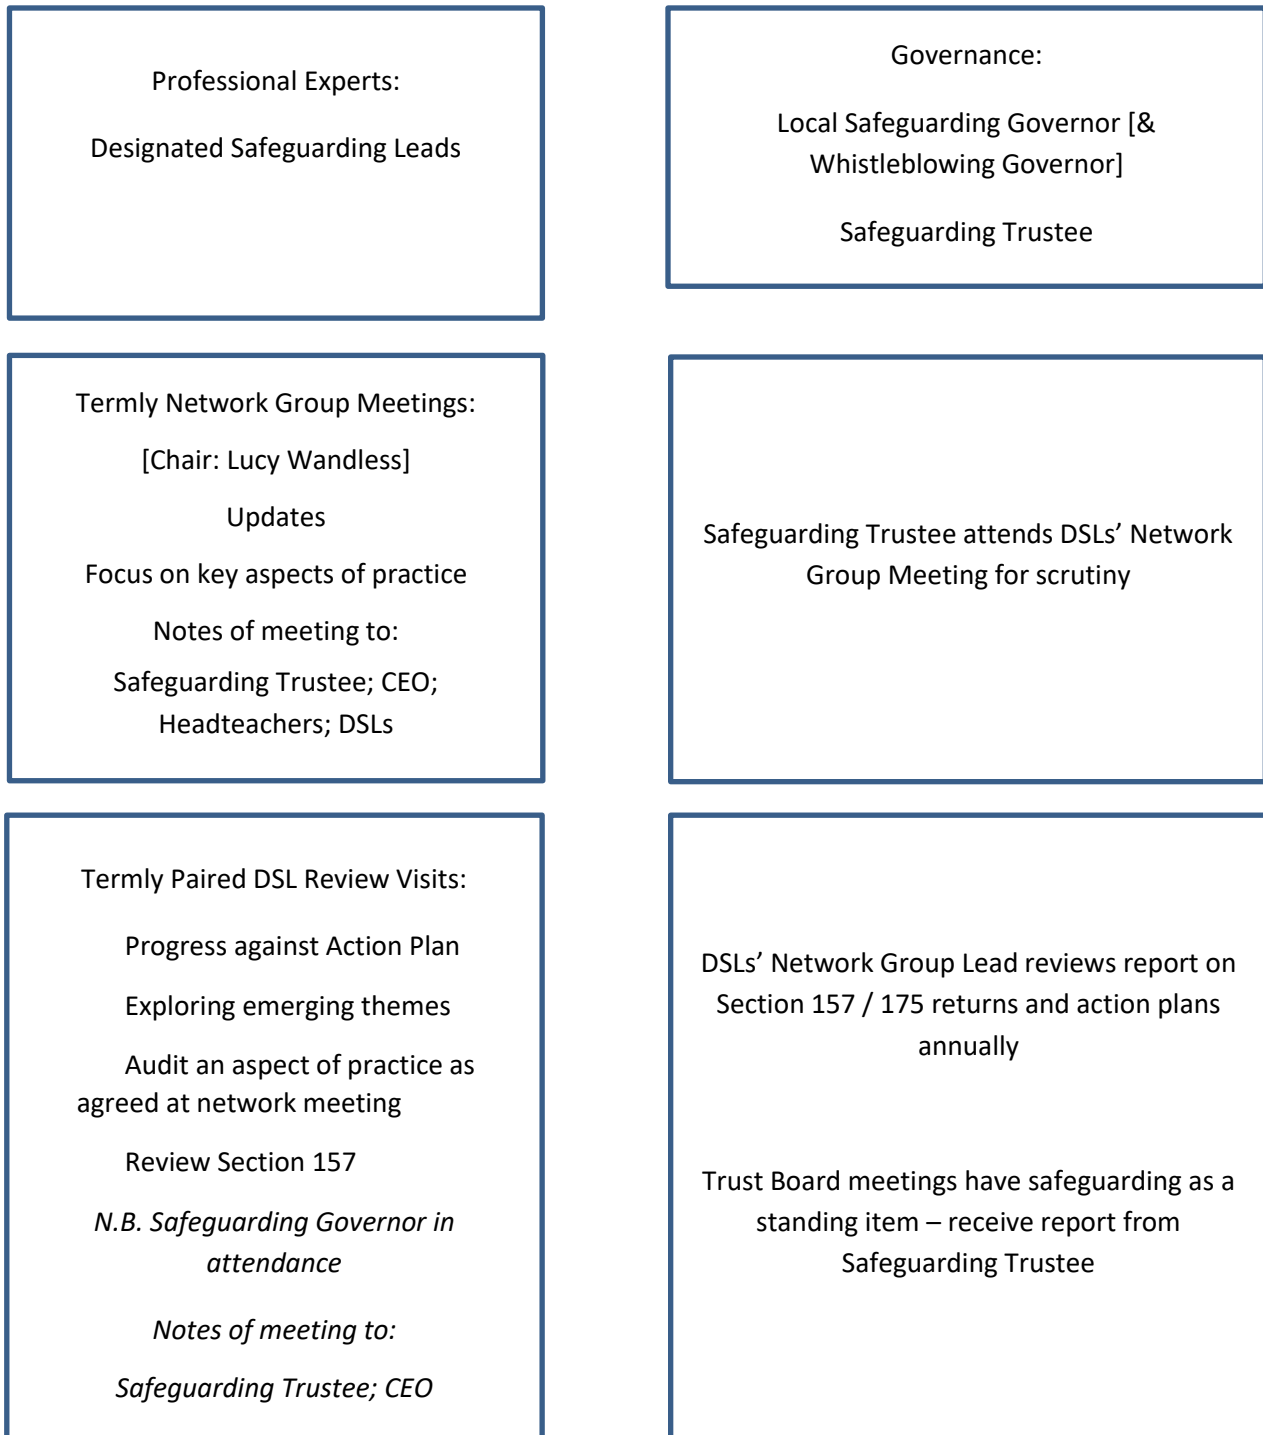 Professional Experts:
Designated Safeguarding Leads
Governance:
Local Safeguarding Governor [&
Whistleblowing Governor]
Safeguarding Trustee
Termly Network Group Meetings:
[Chair: Lucy Wandless]
Updates
Focus on key aspects of practice
Notes of meeting to:
Safeguarding Trustee; CEO;
Headteachers; DSLs
Safeguarding Trustee attends DSLs’ Network
Group Meeting for scrutiny
Termly Paired DSL Review Visits:
Progress against Action Plan
Exploring emerging themes
Audit an aspect of practice as
agreed at network meeting
Review Section 157
N.B. Safeguarding Governor in
attendance
Notes of meeting to:
Safeguarding Trustee; CEO
DSLs’ Network Group Lead reviews report on
Section 157 / 175 returns and action plans
annually
Trust Board meetings have safeguarding as a
standing item – receive report from
Safeguarding Trustee